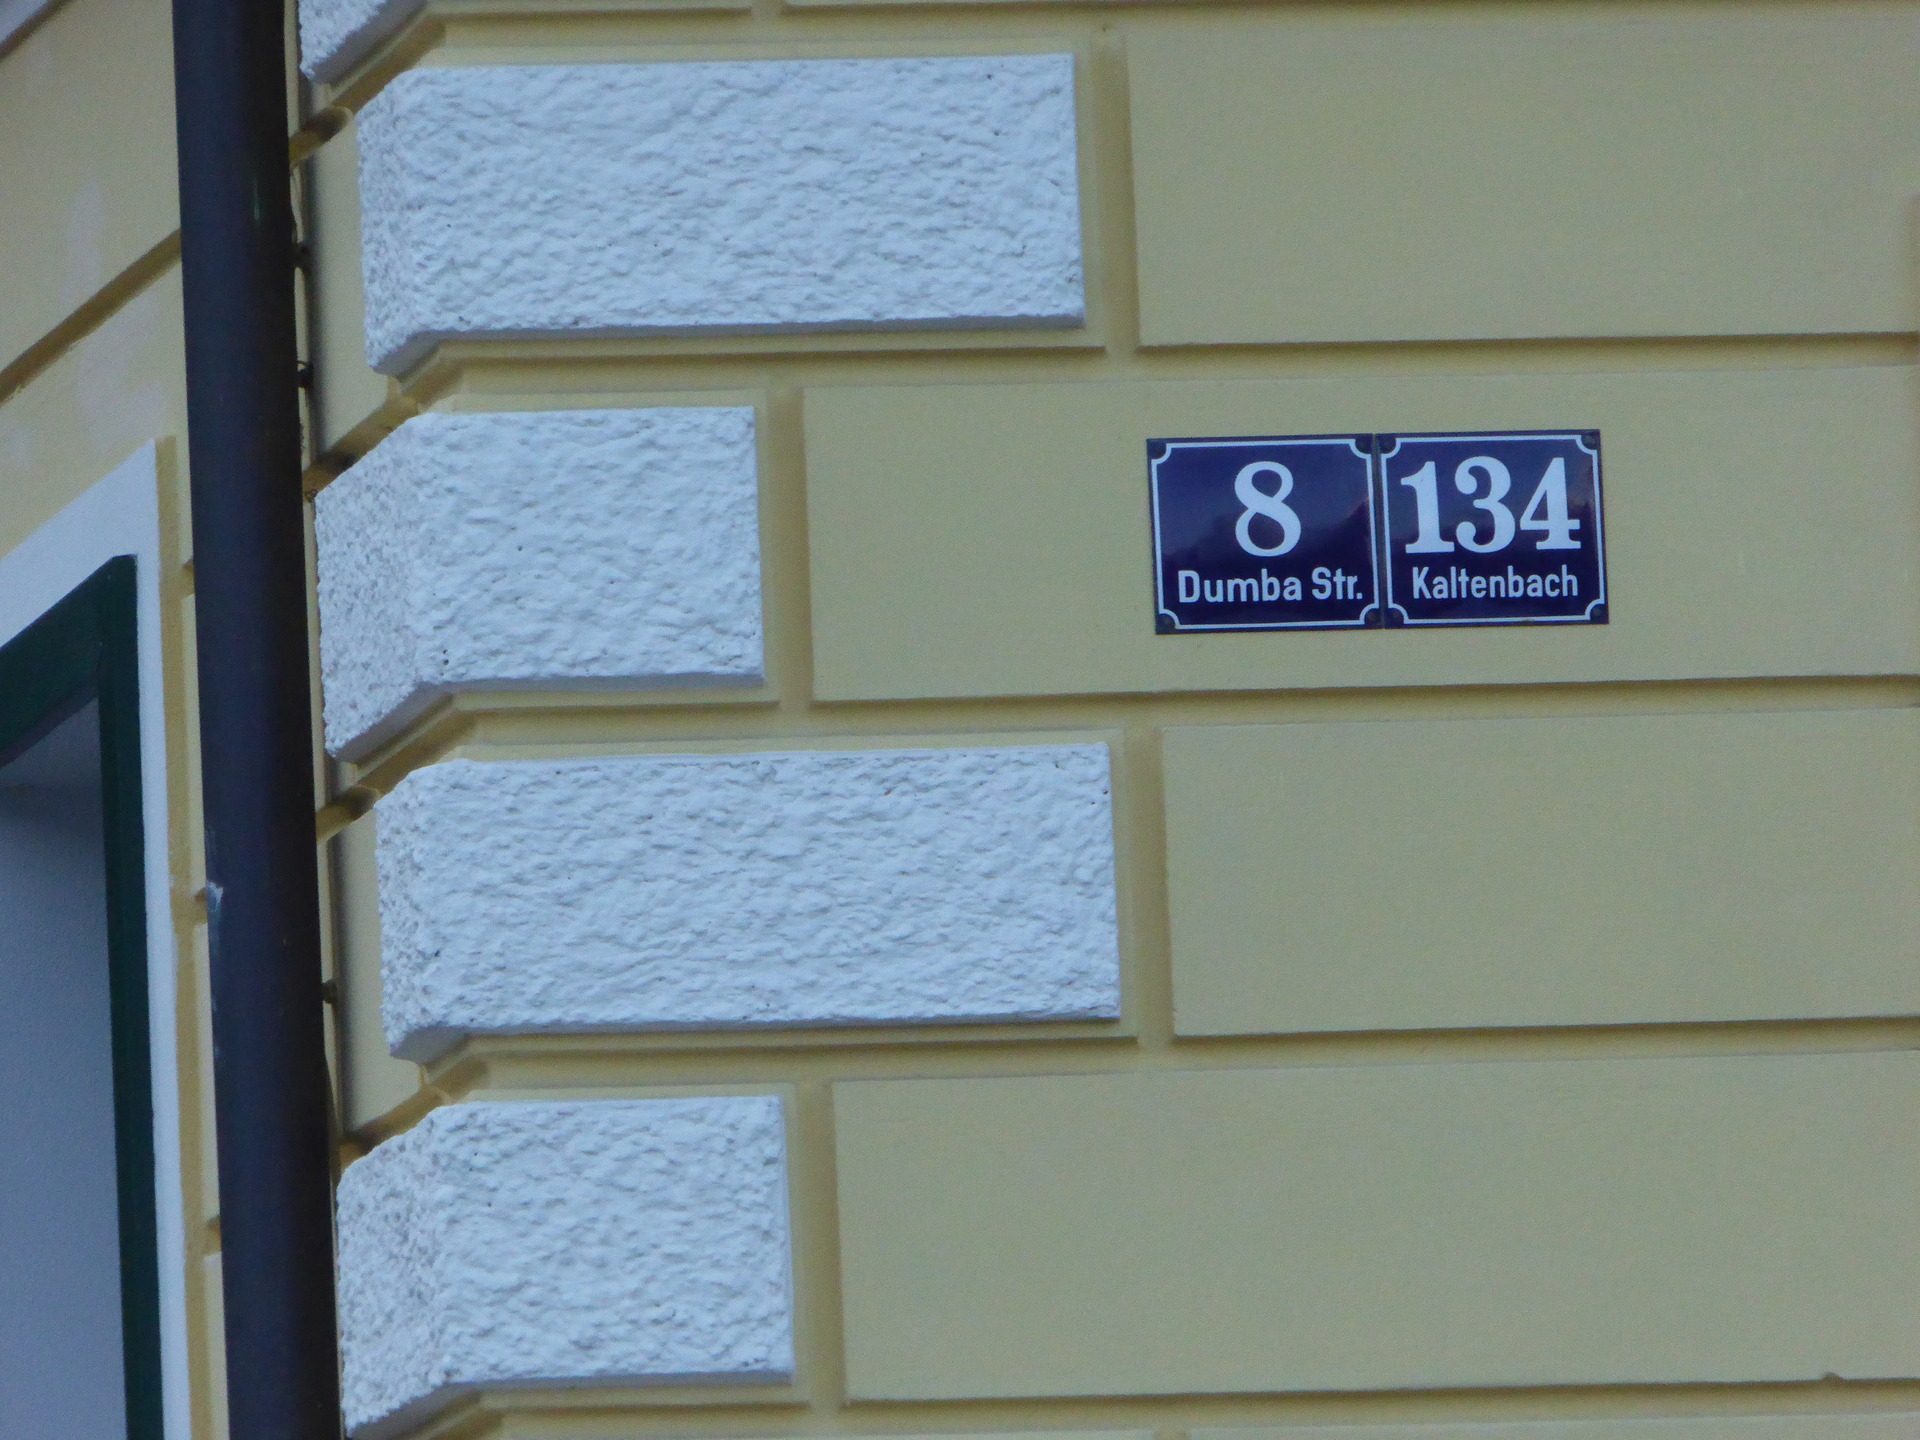 8
Dumba Str.
134
Kaltenbach